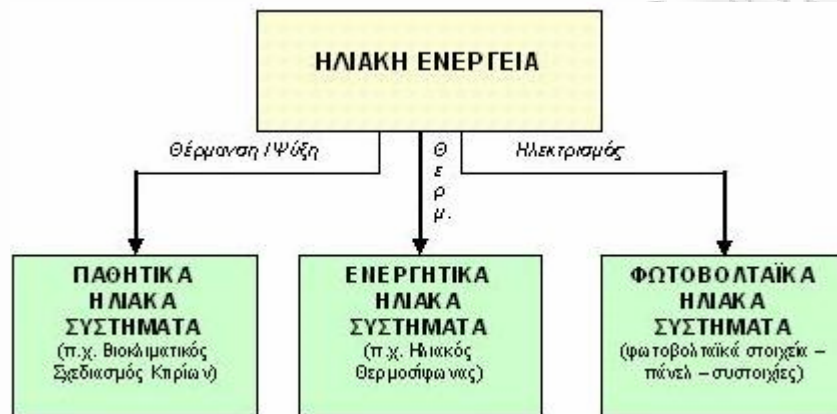 ΗΛΙΑΚΗ ΕΝΕΡΓΕΙΑ
Θέρμανση /Ψύξη
Θερμ.
Ηλεκτρισμός
ΠΑΘΗΤΙΚΑ
ΗΛΙΑΚΑ
ΣΥΣΤΗΜΑΤΑ
(π.χ. Βιοκλιματικός
Σχεδιασμός Κτιρίων)
ΕΝΕΡΓΗΤΙΚΑ
ΗΛΙΑΚΑ
ΣΥΣΤΗΜΑΤΑ
(π.χ. Ηλιακός
Θερμοσίφωνας)
ΦΩΤΟΒΟΛΤΑΪΚΑ
ΗΛΙΑΚΑ
ΣΥΣΤΗΜΑΤΑ
(φωτοβολταϊκά στοιχεία –
πάνελ – συστοιχίες)